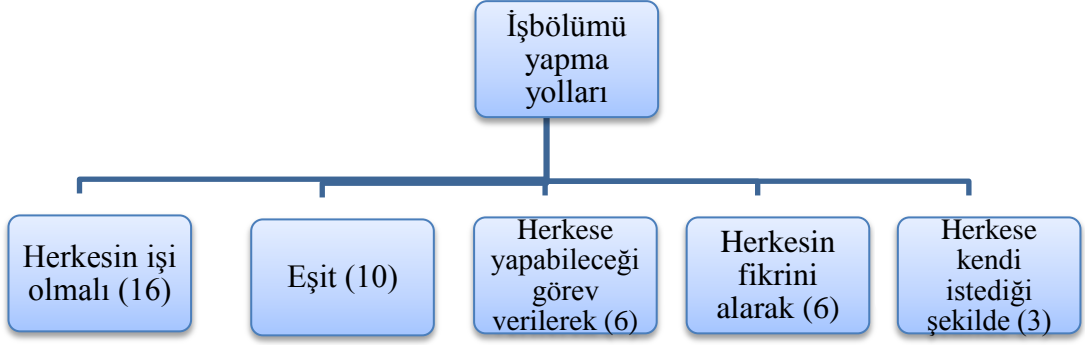 İşbölümü
yapma
yolları
Herkesin işi
olmalı (16)
Eşit (10)
Herkese
yapabileceği
görev
verilerek (6)
Herkesin
fikrini
alarak (6)
Herkese
kendi
istediği
şekilde (3)